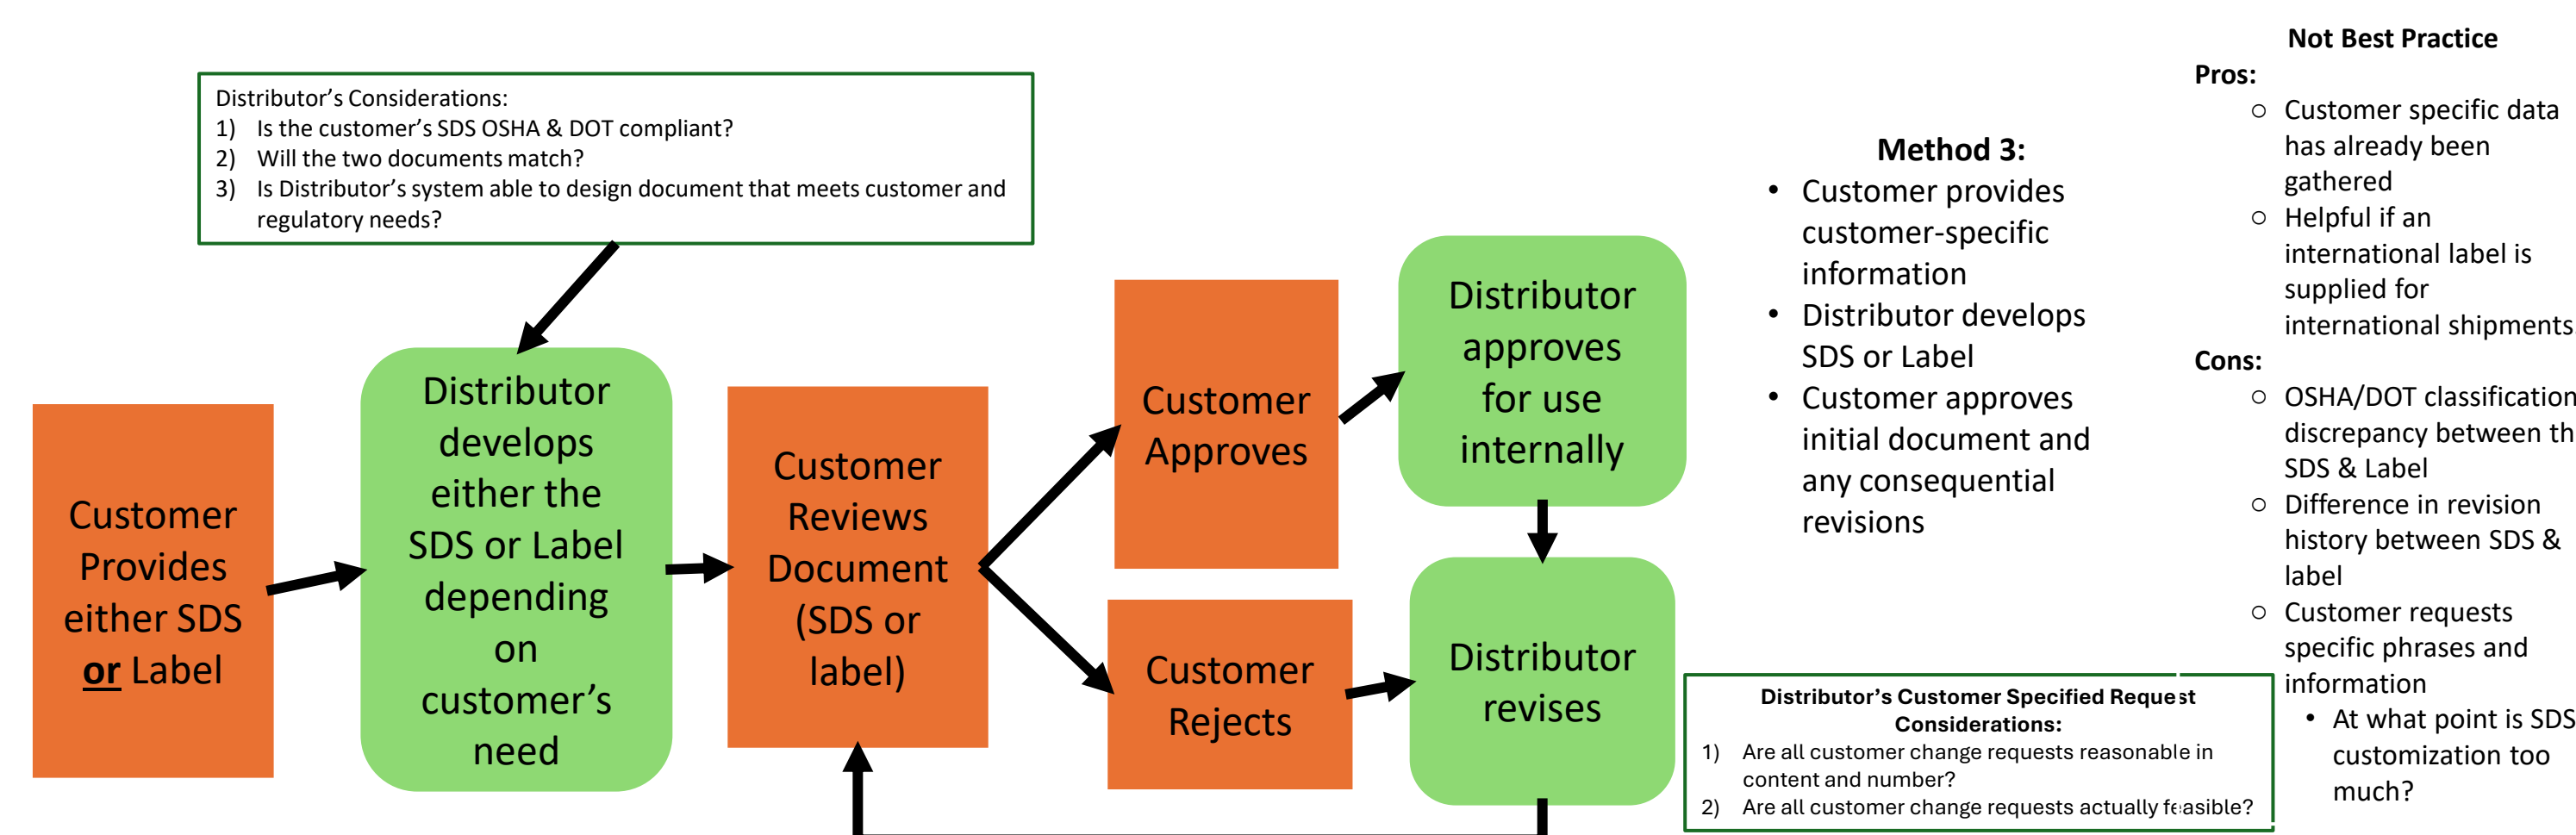 Distributor's Considerations:
1) Is the customer's SDS OSHA & DOT compliant?
2) Will the two documents match?
3) Is Distributor's system able to design document that meets customer and
regulatory needs?
Customer
Provides
either SDS
or Label
Distributor
develops
either the
SDS or Label
depending
on
customer's
need
Customer
Reviews
Document
(SDS or
label)
Customer
Approves
Customer
Rejects
Distributor
approves
for use
internally
Distributor
revises
Method 3:
• Customer provides
customer-specific
information
• Distributor develops
SDS or Label
• Customer approves
initial document and
any consequential
revisions
Distributor's Customer Specified Request
Considerations:
1) Are all customer change requests reasonable in
content and number?
2) Are all customer change requests actually feasible?
Not Best Practice
Pros:
○ Customer specific data
has already been
gathered
○ Helpful if an
international label is
supplied for
international shipments
Cons:
○ OSHA/DOT classification
discrepancy between th
SDS & Label
○ Difference in revision
history between SDS &
label
○ Customer requests
specific phrases and
information
• At what point is SDS
customization too
much?